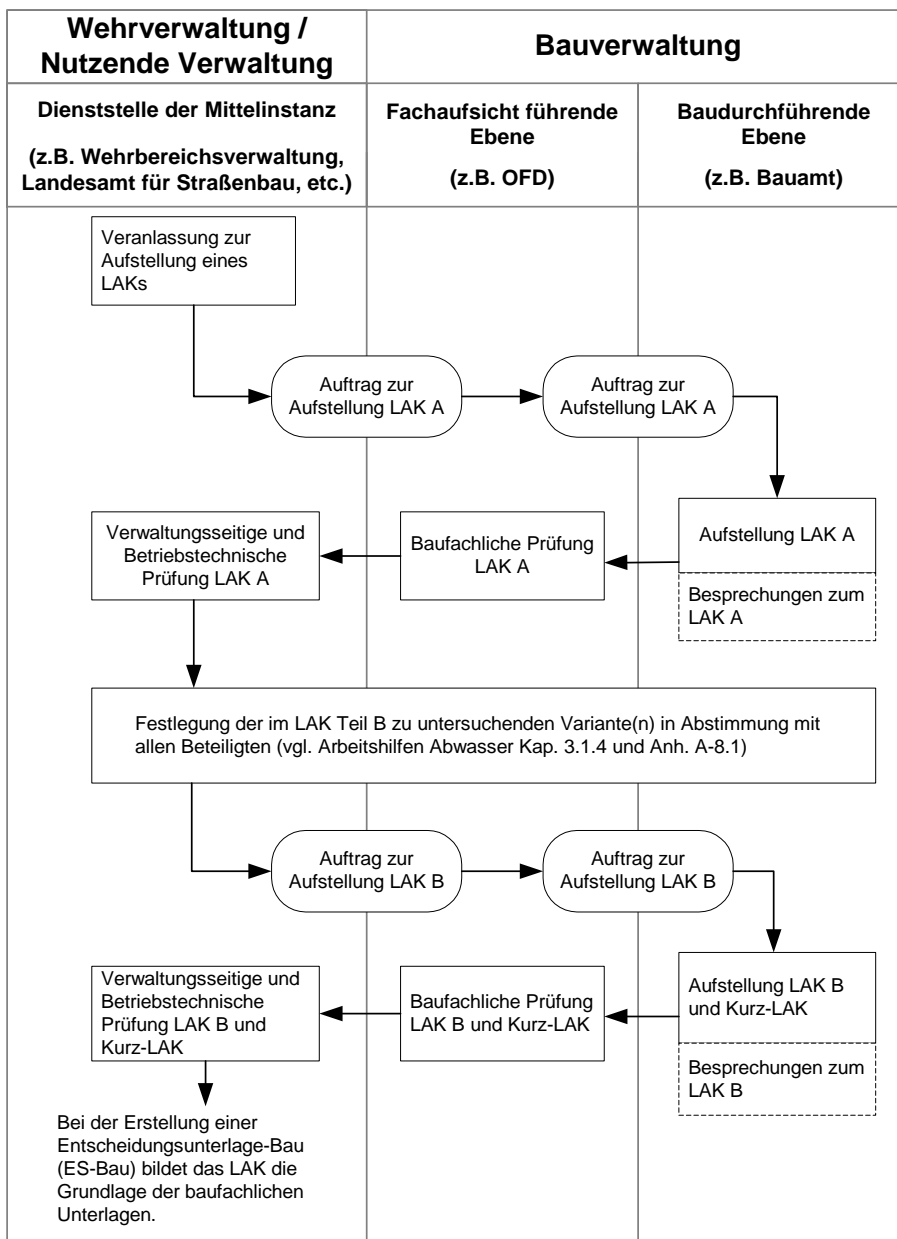 Wehrverwaltung /
Nutzende Verwaltung
Bauverwaltung
Dienststelle der Mittelinstanz
(z.B. Wehrbereichsverwaltung,
Landesamt für Straßenbau, etc.)
Fachaufsicht führende
Ebene
(z.B. OFD)
Baudurchführende
Ebene
(z.B. Bauamt)
Veranlassung zur
Aufstellung eines
LAKs
Auftrag zur
Aufstellung LAK A
Auftrag zur
Aufstellung LAK A
Verwaltungsseitige und
Betriebstechnische
Prüfung LAK A
Baufachliche Prüfung
LAK A
Aufstellung LAK A
Besprechungen zum
LAK A
Festlegung der im LAK Teil B zu untersuchenden Variante(n) in Abstimmung mit
allen Beteiligten (vgl. Arbeitshilfen Abwasser Kap. 3.1.4 und Anh. A-8.1)
Auftrag zur
Aufstellung LAK B
Auftrag zur
Aufstellung LAK B
Verwaltungsseitige und
Betriebstechnische
Prüfung LAK B und
Kurz-LAK
Baufachliche Prüfung
LAK B und Kurz-LAK
Aufstellung LAK B
und Kurz-LAK
Besprechungen zum
LAK B
Bei der Erstellung einer
Entscheidungsunterlage-Bau
(ES-Bau) bildet das LAK die
Grundlage der baufachlichen
Unterlagen.